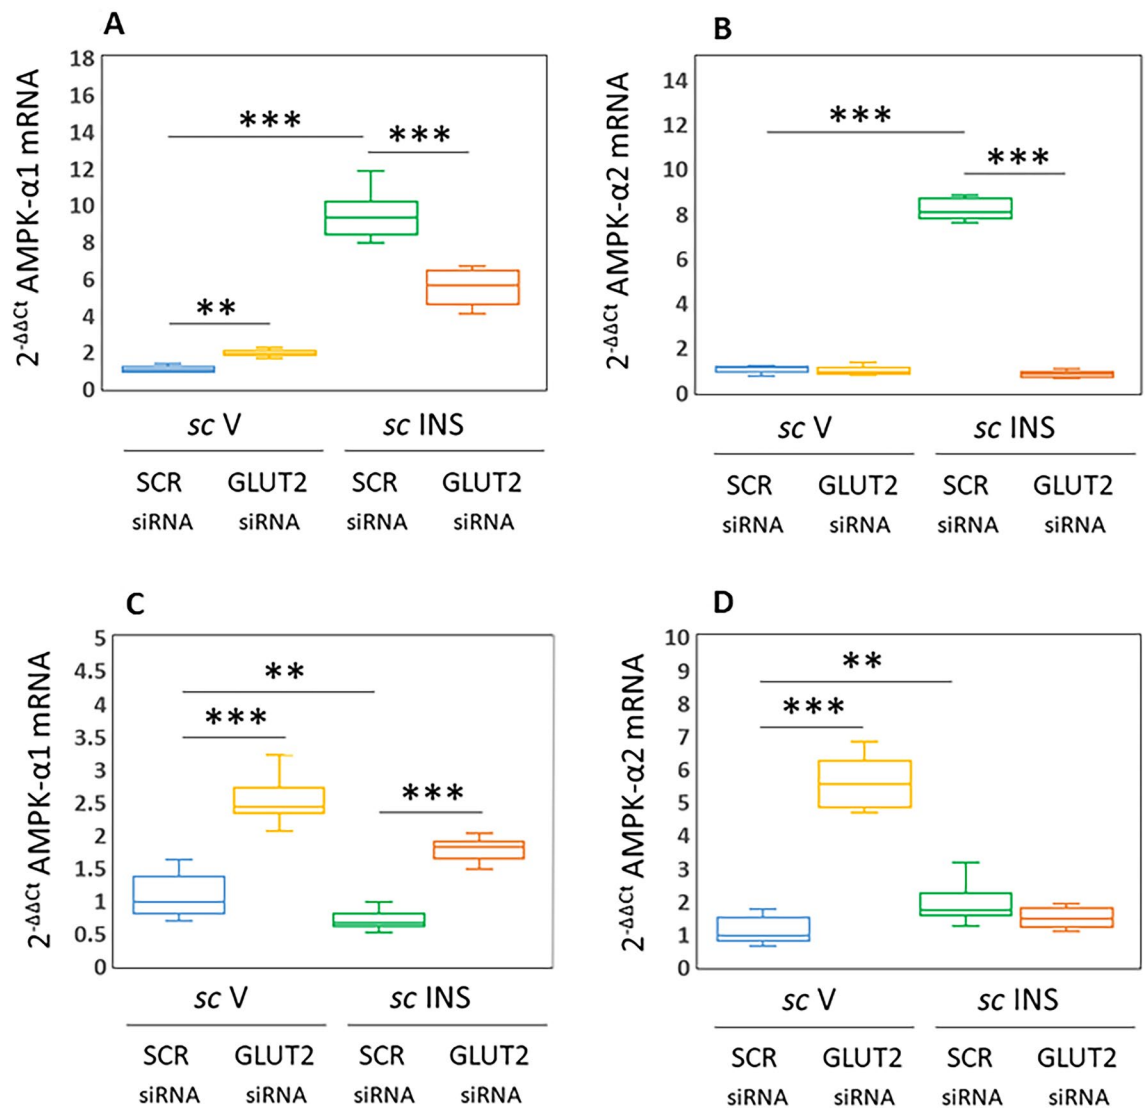 A
2-ΔΔCt AMPK-α1 mRNA
18
16
14
12
10
8
6
4
2
0
***
***
**
sc V
sc INS
SCR
GLUT2
SCR
GLUT2
siRNA
siRNA
siRNA
siRNA
B
2-ΔΔCt AMPK-α2 mRNA
14
12
10
8
6
4
2
0
***
***
sc V
sc INS
SCR
GLUT2
SCR
GLUT2
siRNA
siRNA
siRNA
siRNA
C
2-ΔΔCt AMPK-α1 mRNA
5
4.5
4
3.5
3
2.5
2
1.5
1
0.5
0
**
***
***
sc V
sc INS
SCR
GLUT2
SCR
GLUT2
siRNA
siRNA
siRNA
siRNA
D
2-ΔΔCt AMPK-α2 mRNA
10
9
8
7
6
5
4
3
2
1
0
**
***
sc V
sc INS
SCR
GLUT2
SCR
GLUT2
siRNA
siRNA
siRNA
siRNA